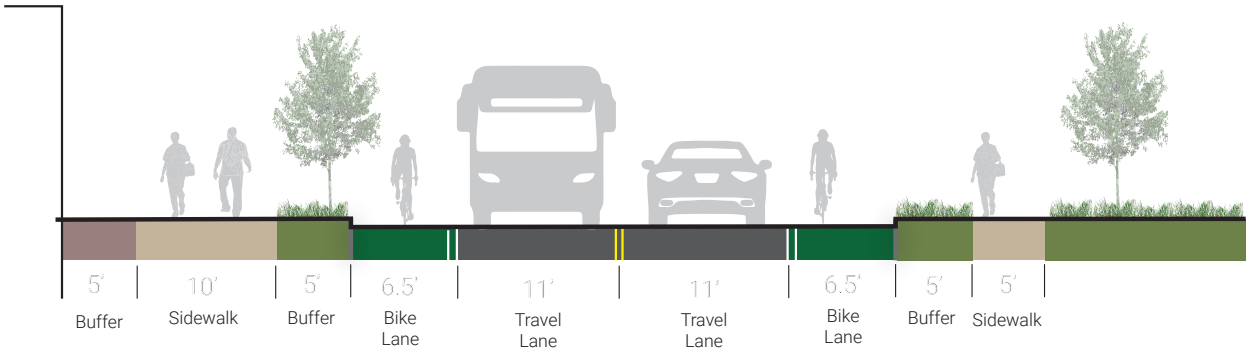 5’ 10’ 5’ 6.5’ 11’ 11’ 6.5’ 5’ 5’
Buffer Sidewalk Buffer Bike Lane Travel Lane Travel Lane Bike Lane Buffer Sidewalk